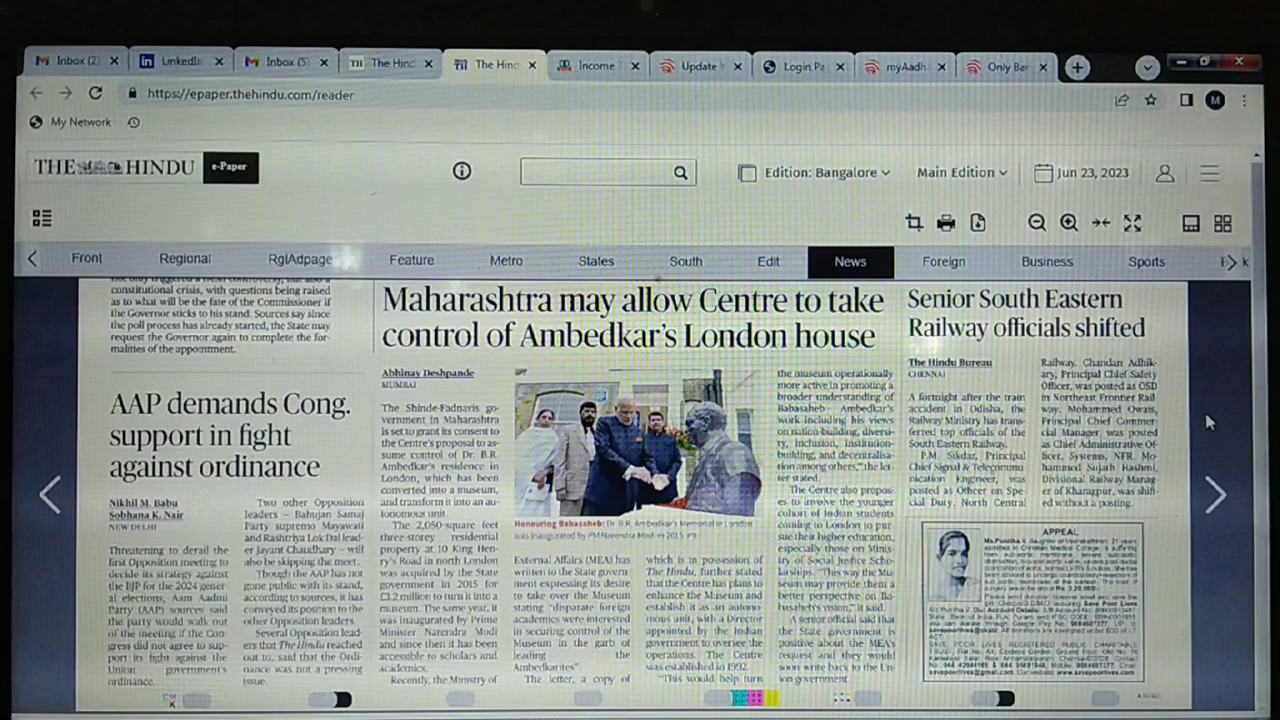 Inbox (2)
LinkedIn
Inbox (5)
The Hind
The Hind
Income T
Update Y
Login Pa
myAadh
Only Bar
https://epaper.thehindu.com/reader
M
My Network
THE HINDU
e-Paper
Edition: Bangalore
Main Edition
Jun 23, 2023
Front
Regional
RglAdpage
Feature
Metro
States
South
Edit
News
Foreign
Business
Sports
constitutional crisis, with questions being raised
as to what will be the fate of the Commissioner if
the Governor sticks to his stand. Sources say since
the poll process has already started, the State may
request the Governor again to complete the for-
malities of the appointment.
AAP demands Cong.
support in fight
against ordinance
Nikhil M. Babu
Sobhana K. Nair
NEW DELHI
Threatening to derail the
first Opposition meeting to
decide its strategy against
the BJP for the 2024 gener-
al elections, Aam Aadmi
Party (AAP) sources said
the party would walk out
of the meeting if the Con-
gress did not agree to sup-
port its fight against the
Union government's
ordinance.
Two other Opposition
leaders – Bahujan Samaj
Party supremo Mayawati
and Rashtriya Lok Dal lead-
er Jayant Chaudhary – will
also be skipping the meet.
Though the AAP has not
gone public with its stand,
according to sources, it has
conveyed its position to the
other Opposition leaders.
Several Opposition lead-
ers that The Hindu reached
out to, said that the Ordi-
nance was not a pressing
issue.
Maharashtra may allow Centre to take
control of Ambedkar's London house
Abhinay Deshpande
MUMBAI
The Shinde-Fadnavis go-
vernment in Maharashtra
is set to grant its consent to
the Centre's proposal to as-
sume control of Dr. B.R.
Ambedkar's residence in
London, which has been
converted into a museum,
and transform it into an au-
tonomous unit.
The 2,050-square feet
three-storey residential
property at 10 King Hen-
ry's Road in north London
was acquired by the State
government in 2015 for
£3.2 million to turn it into a
museum. The same year, it
was inaugurated by Prime
Minister Narendra Modi
and since then it has been
accessible to scholars and
academics.
Recently, the Ministry of
Honouring Babasaheb: Dr. B.R. Ambedkar's Memorial in London
was inaugurated by PM Narendra Modi in 2015. PTI
External Affairs (MEA) has
written to the State govern-
ment expressing its desire
to take over the Museum
stating "disparate foreign
academics were interested
in securing control of the
Museum in the garb of
leading the
Ambedkarites".
The letter, a copy of
which is in possession of
The Hindu, further stated
that the Centre has plans to
enhance the Museum and
establish it as an autono-
mous unit, with a Director
appointed by the Indian
government to oversee the
operations. The Centre
was established in 1992.
"This would help turn
the museum operationally
more active in promoting a
broader understanding of
Babasaheb Ambedkar's
work including his views
on nation-building, diversi-
ty, inclusion, institution-
building, and decentralisa-
tion among others," the let-
ter stated.
The Centre also propos-
es to involve the younger
cohort of Indian students
coming to London to pur-
sue their higher education,
especially those on Minis-
try of Social Justice Scho-
larships. "This way the Mu-
seum may provide them a
better perspective on Ba-
basaheb's vision," it said.
A senior official said that
the State government is
positive about the MEA's
request and they would
soon write back to the Un-
ion government.
Senior South Eastern
Railway officials shifted
The Hindu Bureau
CHENNAI
A fortnight after the train
accident in Odisha, the
Railway Ministry has trans-
ferred top officials of the
South Eastern Railway.
P.M. Sikdar, Principal
Chief Signal & Telecommu-
nication Engineer, was
posted as Officer on Spe-
cial Duty, North Central
Railway. Chandan Adhik-
ary, Principal Chief Safety
Officer, was posted as OSD
in Northeast Frontier Rail-
way. Mohammed Owais,
Principal Chief Commer-
cial Manager, was posted
as Chief Administrative Of-
ficer, Systems, NFR. Mo-
hammed Sujath Hashmi,
Divisional Railway Manag-
er of Kharagpur, was shift-
ed without a posting.
APPEAL